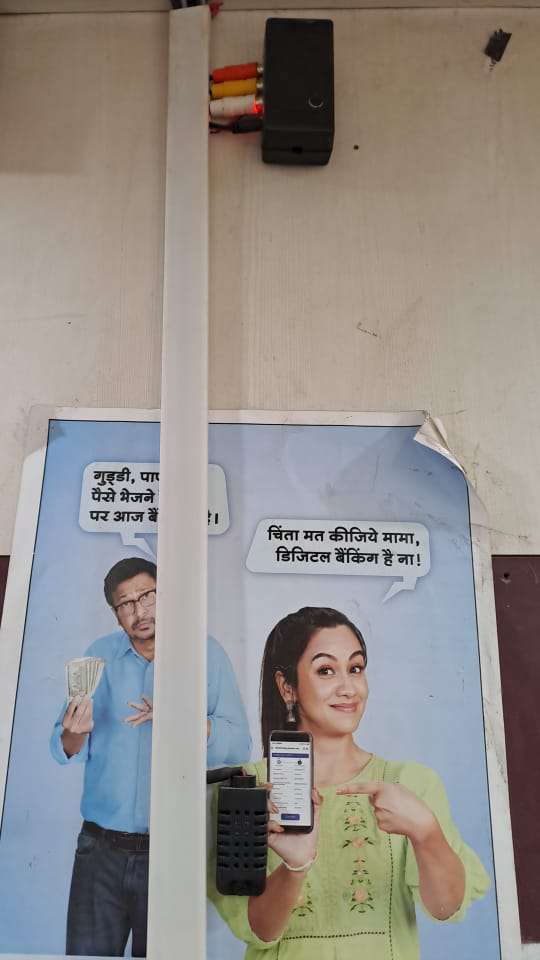 गुड्डी,
पैसे भेजने
पर आज है।
चिंता मत कीजिये मामा,
डिजिटल बैंकिंग है ना!